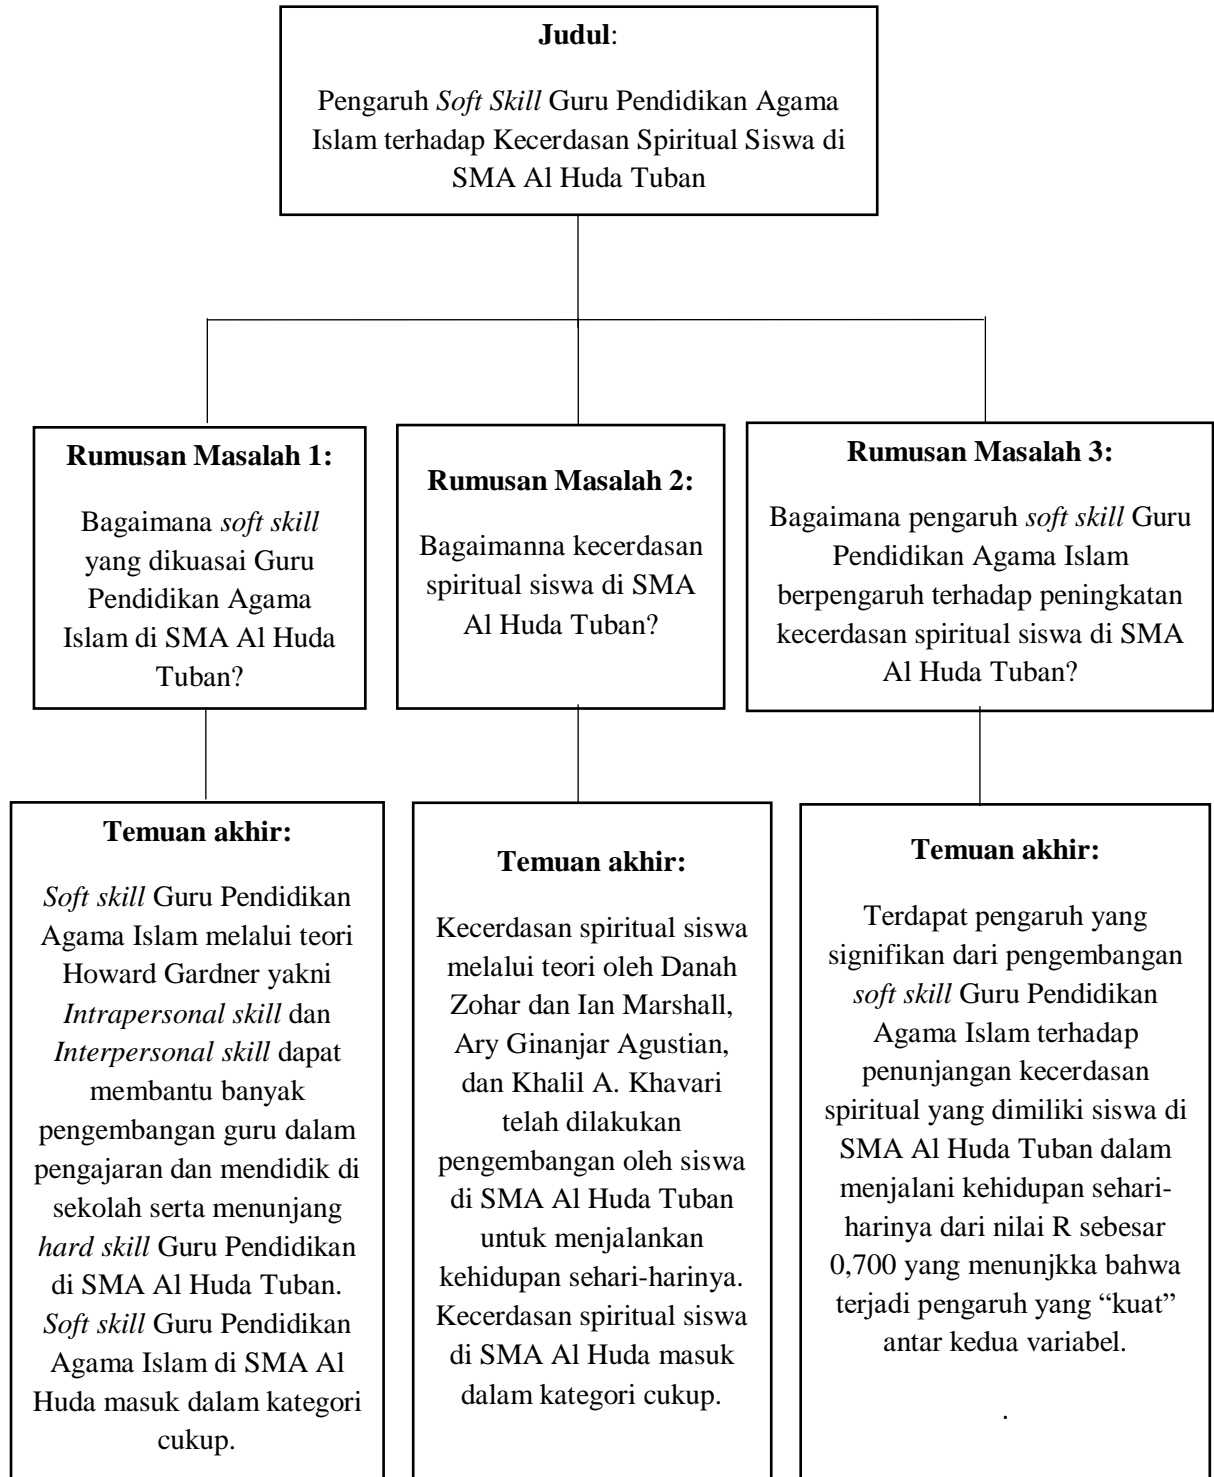 Judul:
Pengaruh Soft Skill Guru Pendidikan Agama
Islam terhadap Kecerdasan Spiritual Siswa di
SMA Al Huda Tuban
Rumusan Masalah 1:
Bagaimana soft skill
yang dikuasai Guru
Pendidikan Agama
Islam di SMA Al Huda
Tuban?
Rumusan Masalah 2:
Bagaimanna kecerdasan
spiritual siswa di SMA
Al Huda Tuban?
Rumusan Masalah 3:
Bagaimana pengaruh soft skill Guru
Pendidikan Agama Islam
berpengaruh terhadap peningkatan
kecerdasan spiritual siswa di SMA
Al Huda Tuban?
Temuan akhir:
Soft skill Guru Pendidikan
Agama Islam melalui teori
Howard Gardner yakni
Intrapersonal skill dan
Interpersonal skill dapat
membantu banyak
pengembangan guru dalam
pengajaran dan mendidik di
sekolah serta menunjang
hard skill Guru Pendidikan
di SMA Al Huda Tuban.
Soft skill Guru Pendidikan
Agama Islam di SMA Al
Huda masuk dalam kategori
cukup.
Temuan akhir:
Kecerdasan spiritual siswa
melalui teori oleh Danah
Zohar dan Ian Marshall,
Ary Ginanjar Agustian,
dan Khalil A. Khavari
telah dilakukan
pengembangan oleh siswa
di SMA Al Huda Tuban
untuk menjalankan
kehidupan sehari-harinya.
Kecerdasan spiritual siswa
di SMA Al Huda masuk
dalam kategori cukup.
Temuan akhir:
Terdapat pengaruh yang
signifikan dari pengembangan
soft skill Guru Pendidikan
Agama Islam terhadap
penunjangan kecerdasan
spiritual yang dimiliki siswa di
SMA Al Huda Tuban dalam
menjalani kehidupan sehari-
harinya dari nilai R sebesar
0,700 yang menunjkka bahwa
terjadi pengaruh yang “kuat”
antar kedua variabel.
.